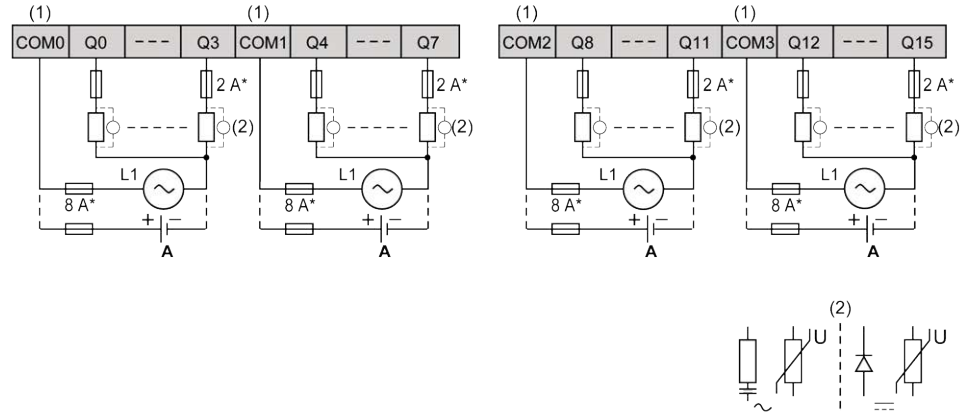 (1) (1) (1) (1)
COM0 Q0 --- Q3 COM1 Q4 --- Q7 COM2 Q8 --- Q11 COM3 Q12 --- Q15
2 A* 2 A* 2 A* 2 A*
(2) (2) (2) (2)
L1 L1 L1 L1
8 A* 8 A* 8 A* 8 A*
+ − + − + − + −
A A A A
(2)
U U